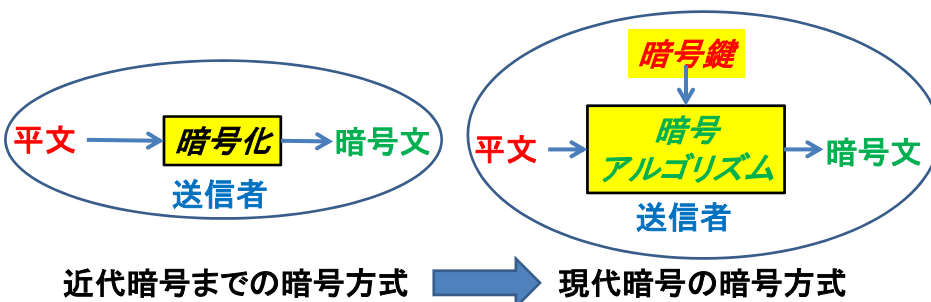 平文
暗号化
暗号文
送信者
暗号鍵
平文
暗号
アルゴリズム
暗号文
送信者
近代暗号までの暗号方式
現代暗号の暗号方式